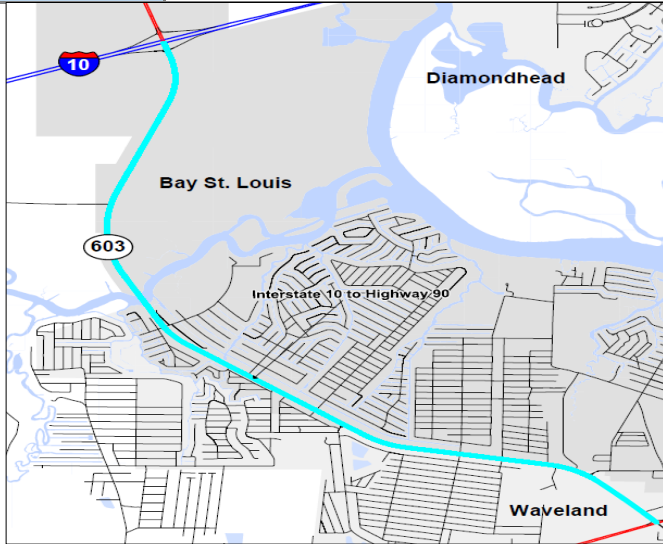 10
Diamondhead
Bay St. Louis
603
Interstate 10 to Highway 90
Waveland